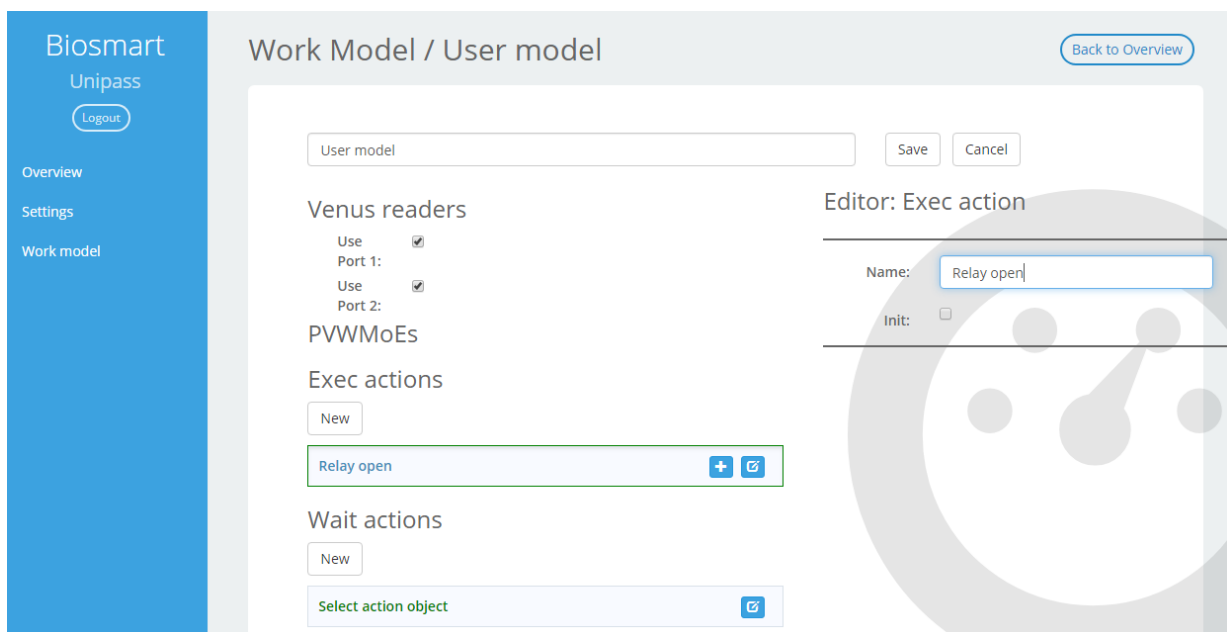 Biosmart
Unipass
Logout
Overview
Settings
Work model
Work Model / User model
Back to Overview
User model
Save
Cancel
Venus readers
Use
Port 1:
Use
Port 2:
PVWMoEs
Exec actions
New
Relay open
Wait actions
New
Select action object
Editor: Exec action
Name:
Relay open
Init: